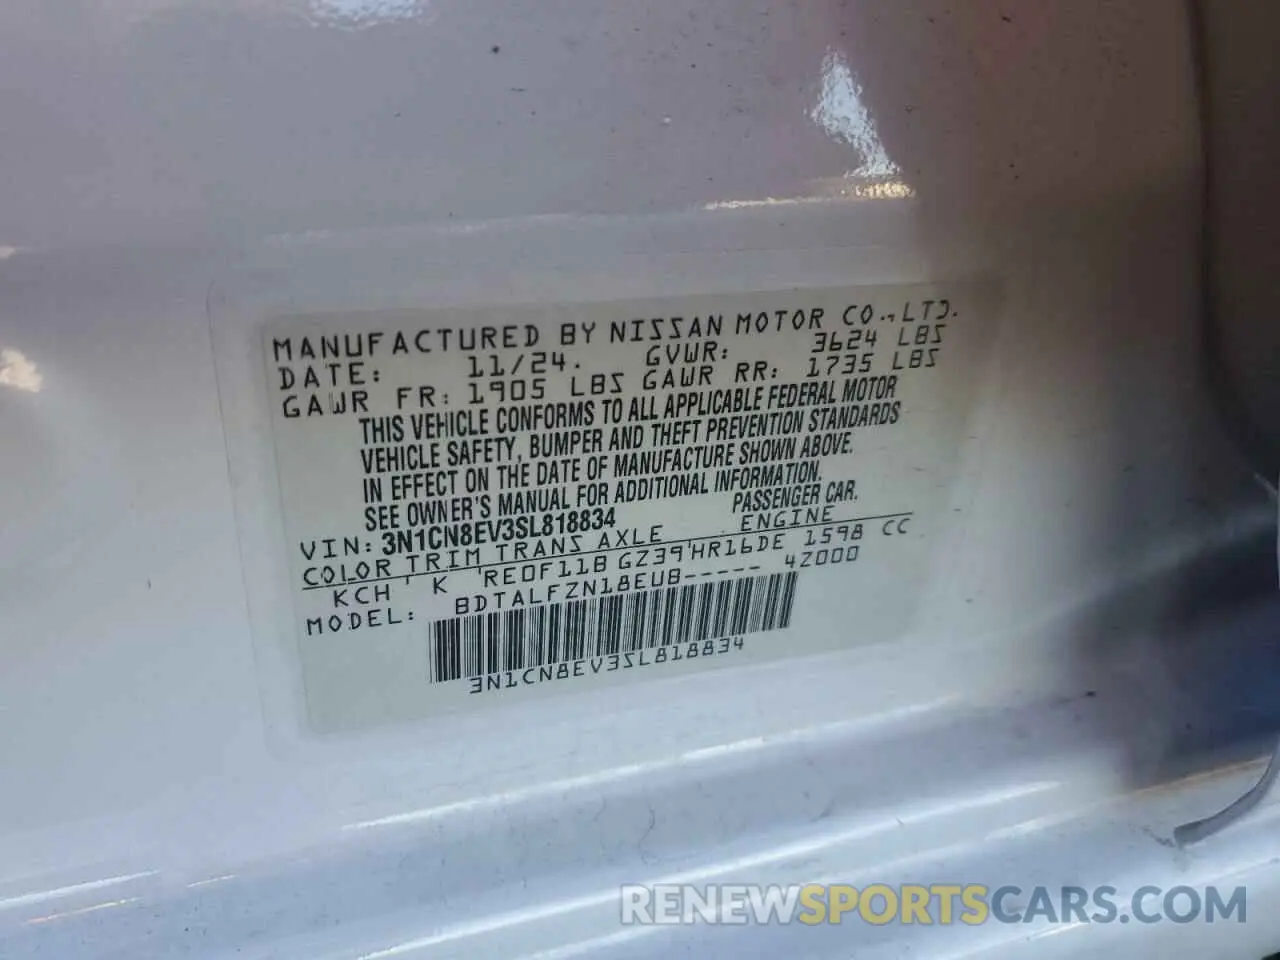 MANUFACTURED BY NISSAN MOTOR CO., LTD.
DATE: 11/24. GVWR: 3624 LBS
GAWR FR: 1905 LBS GAWR RR: 1735 LBS
THIS VEHICLE CONFORMS TO ALL APPLICABLE FEDERAL MOTOR
VEHICLE SAFETY, BUMPER AND THEFT PREVENTION STANDARDS
IN EFFECT ON THE DATE OF MANUFACTURE SHOWN ABOVE.
SEE OWNER'S MANUAL FOR ADDITIONAL INFORMATION.
VIN: 3N1CN8EV3SL818834 PASSENGER CAR.
COLOR TRIM TRANS AXLE ENGINE
KCH K RE0F11B GZ39 HR16DE 1598 CC
MODEL: BDTALFZN18EUB----- 4Z000
3N1CN8EV3SL818834
RENEWSPORTSCARS.COM